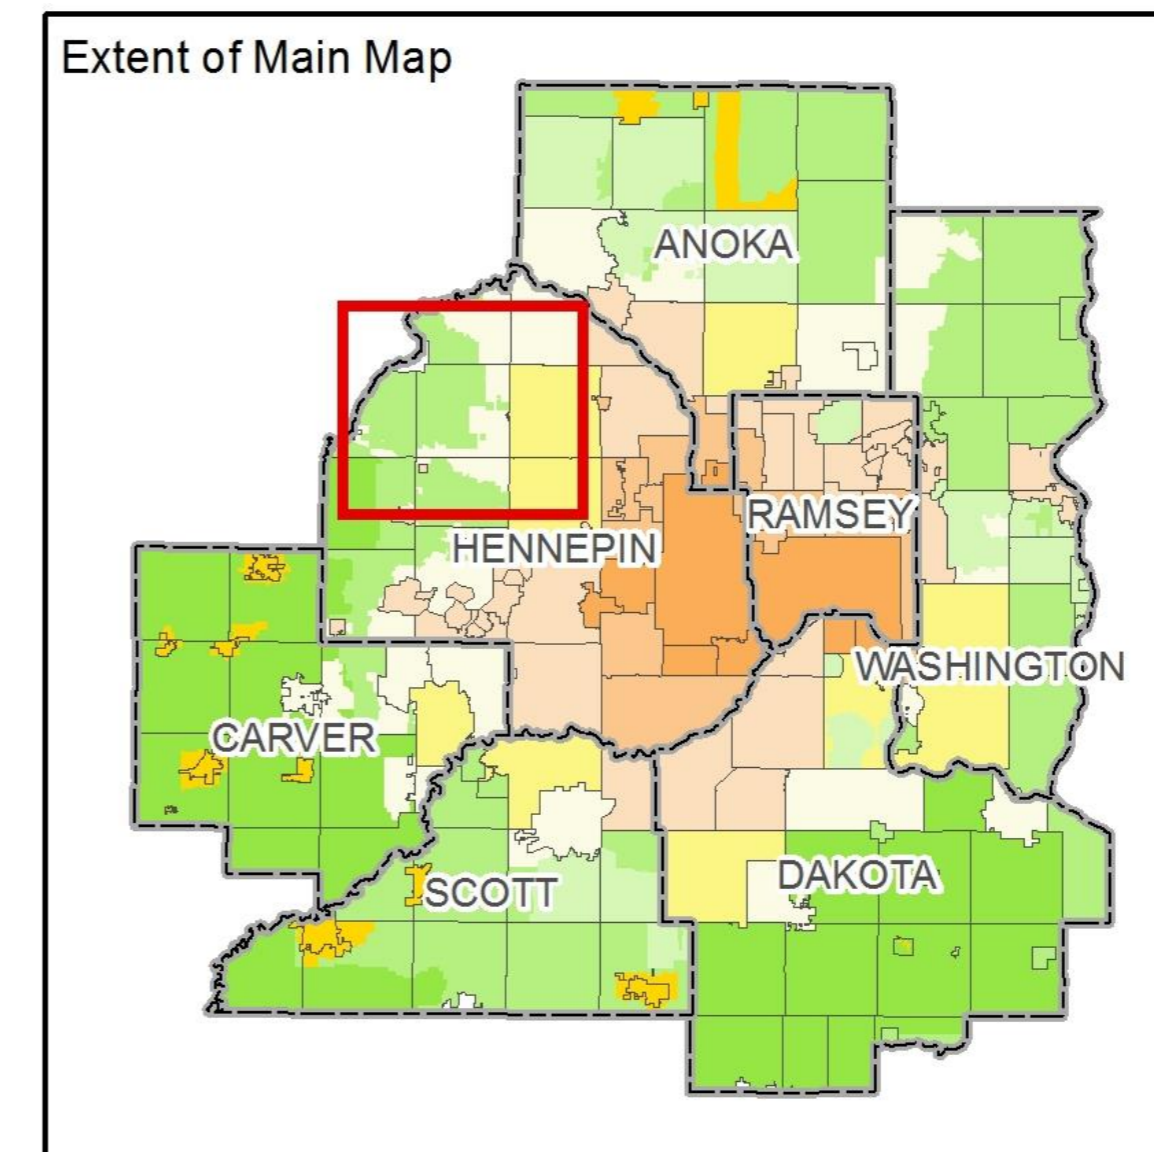 Extent of Main Map
ANOKA
RAMSEY
HENNEPIN
WASHINGTON
CARVER
DAKOTA
SCOTT